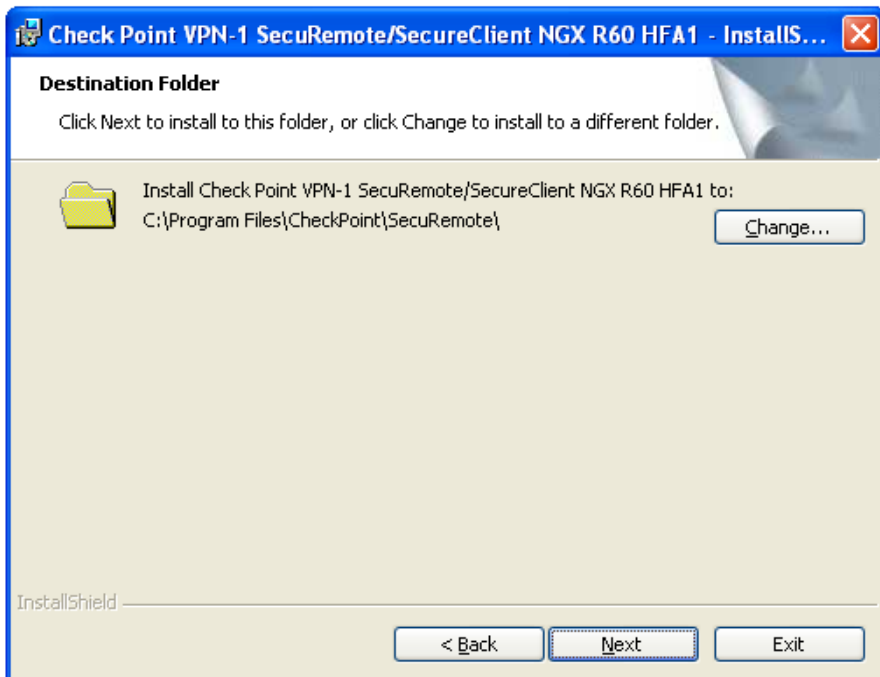 Check Point VPN-1 SecuRemote/SecureClient NGX R60 HFA1 - InstallS...
Destination Folder
Click Next to install to this folder, or click Change to install to a different folder.
Install Check Point VPN-1 SecuRemote/SecureClient NGX R60 HFA1 to:
C:\Program Files\CheckPoint\SecuRemote\
Change...
InstallShield
< Back
Next
Exit